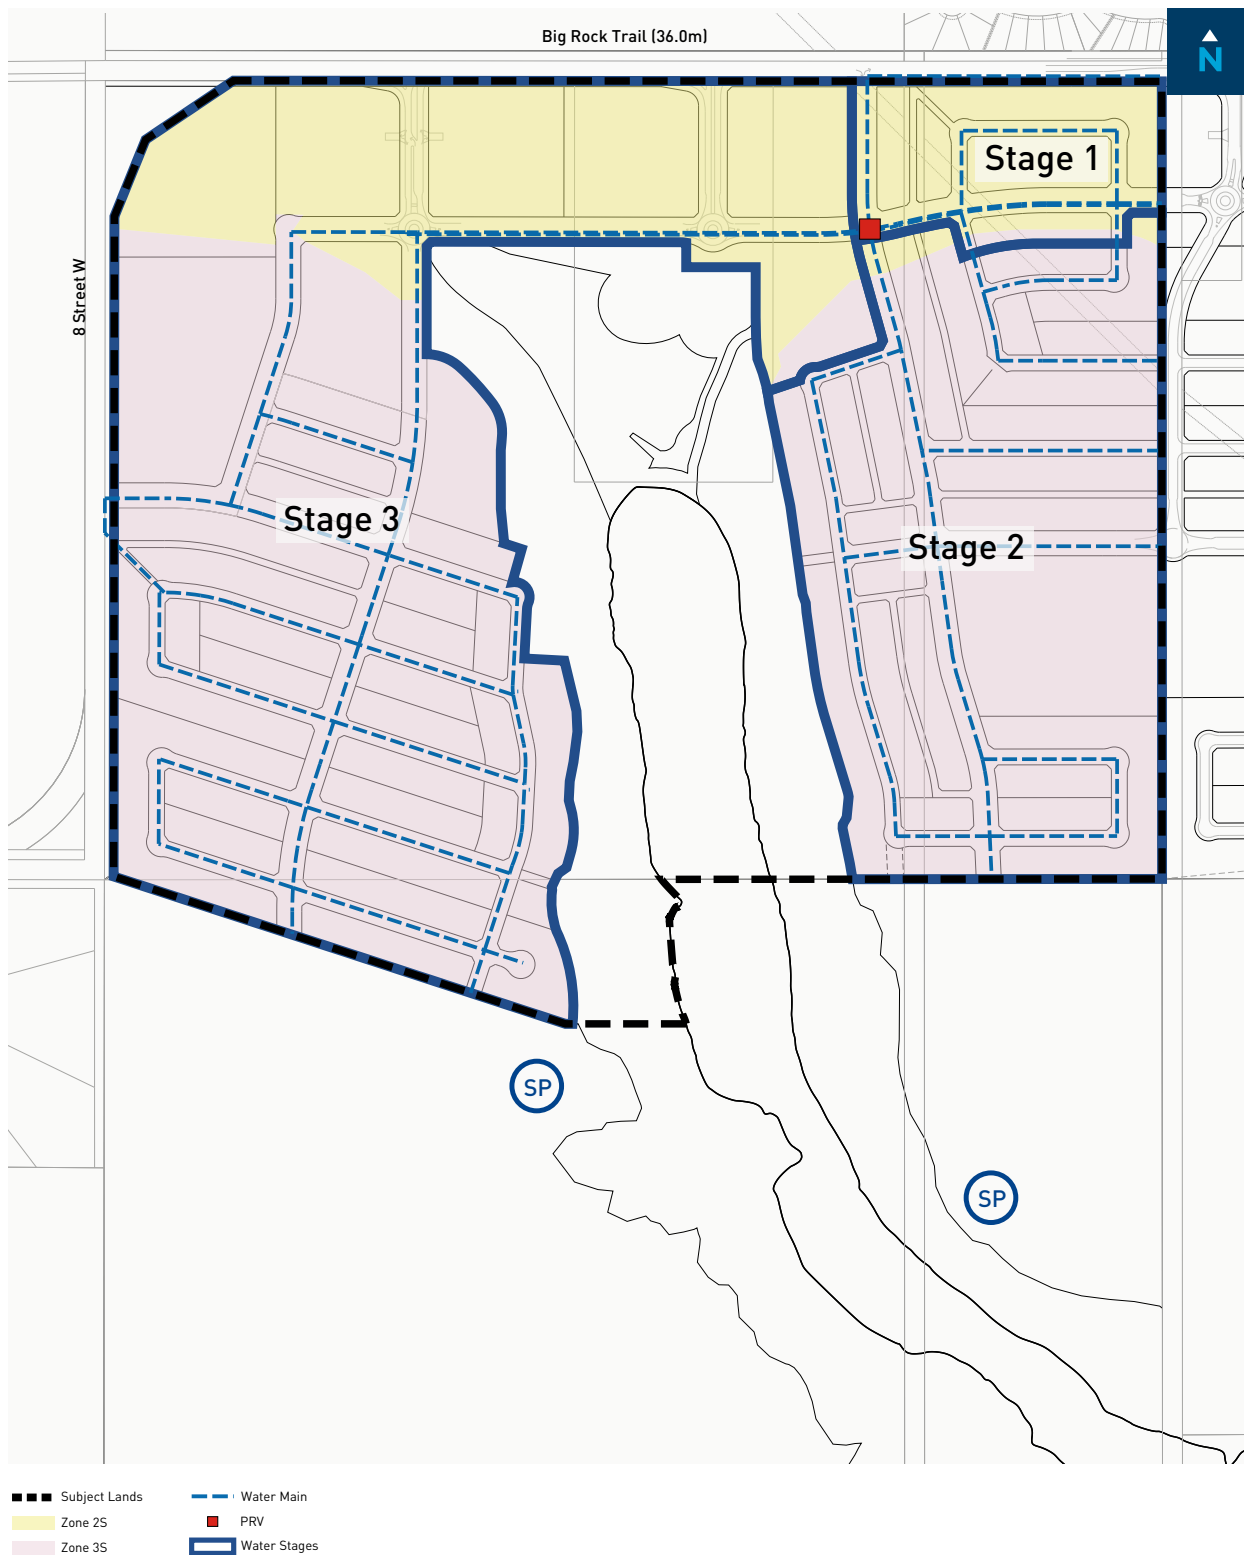 Big Rock Trail (36.0m)
N
Stage 1
8 Street W
Stage 3
Stage 2
SP
SP
Subject Lands
Water Main
Zone 2S
PRV
Zone 3S
Water Stages